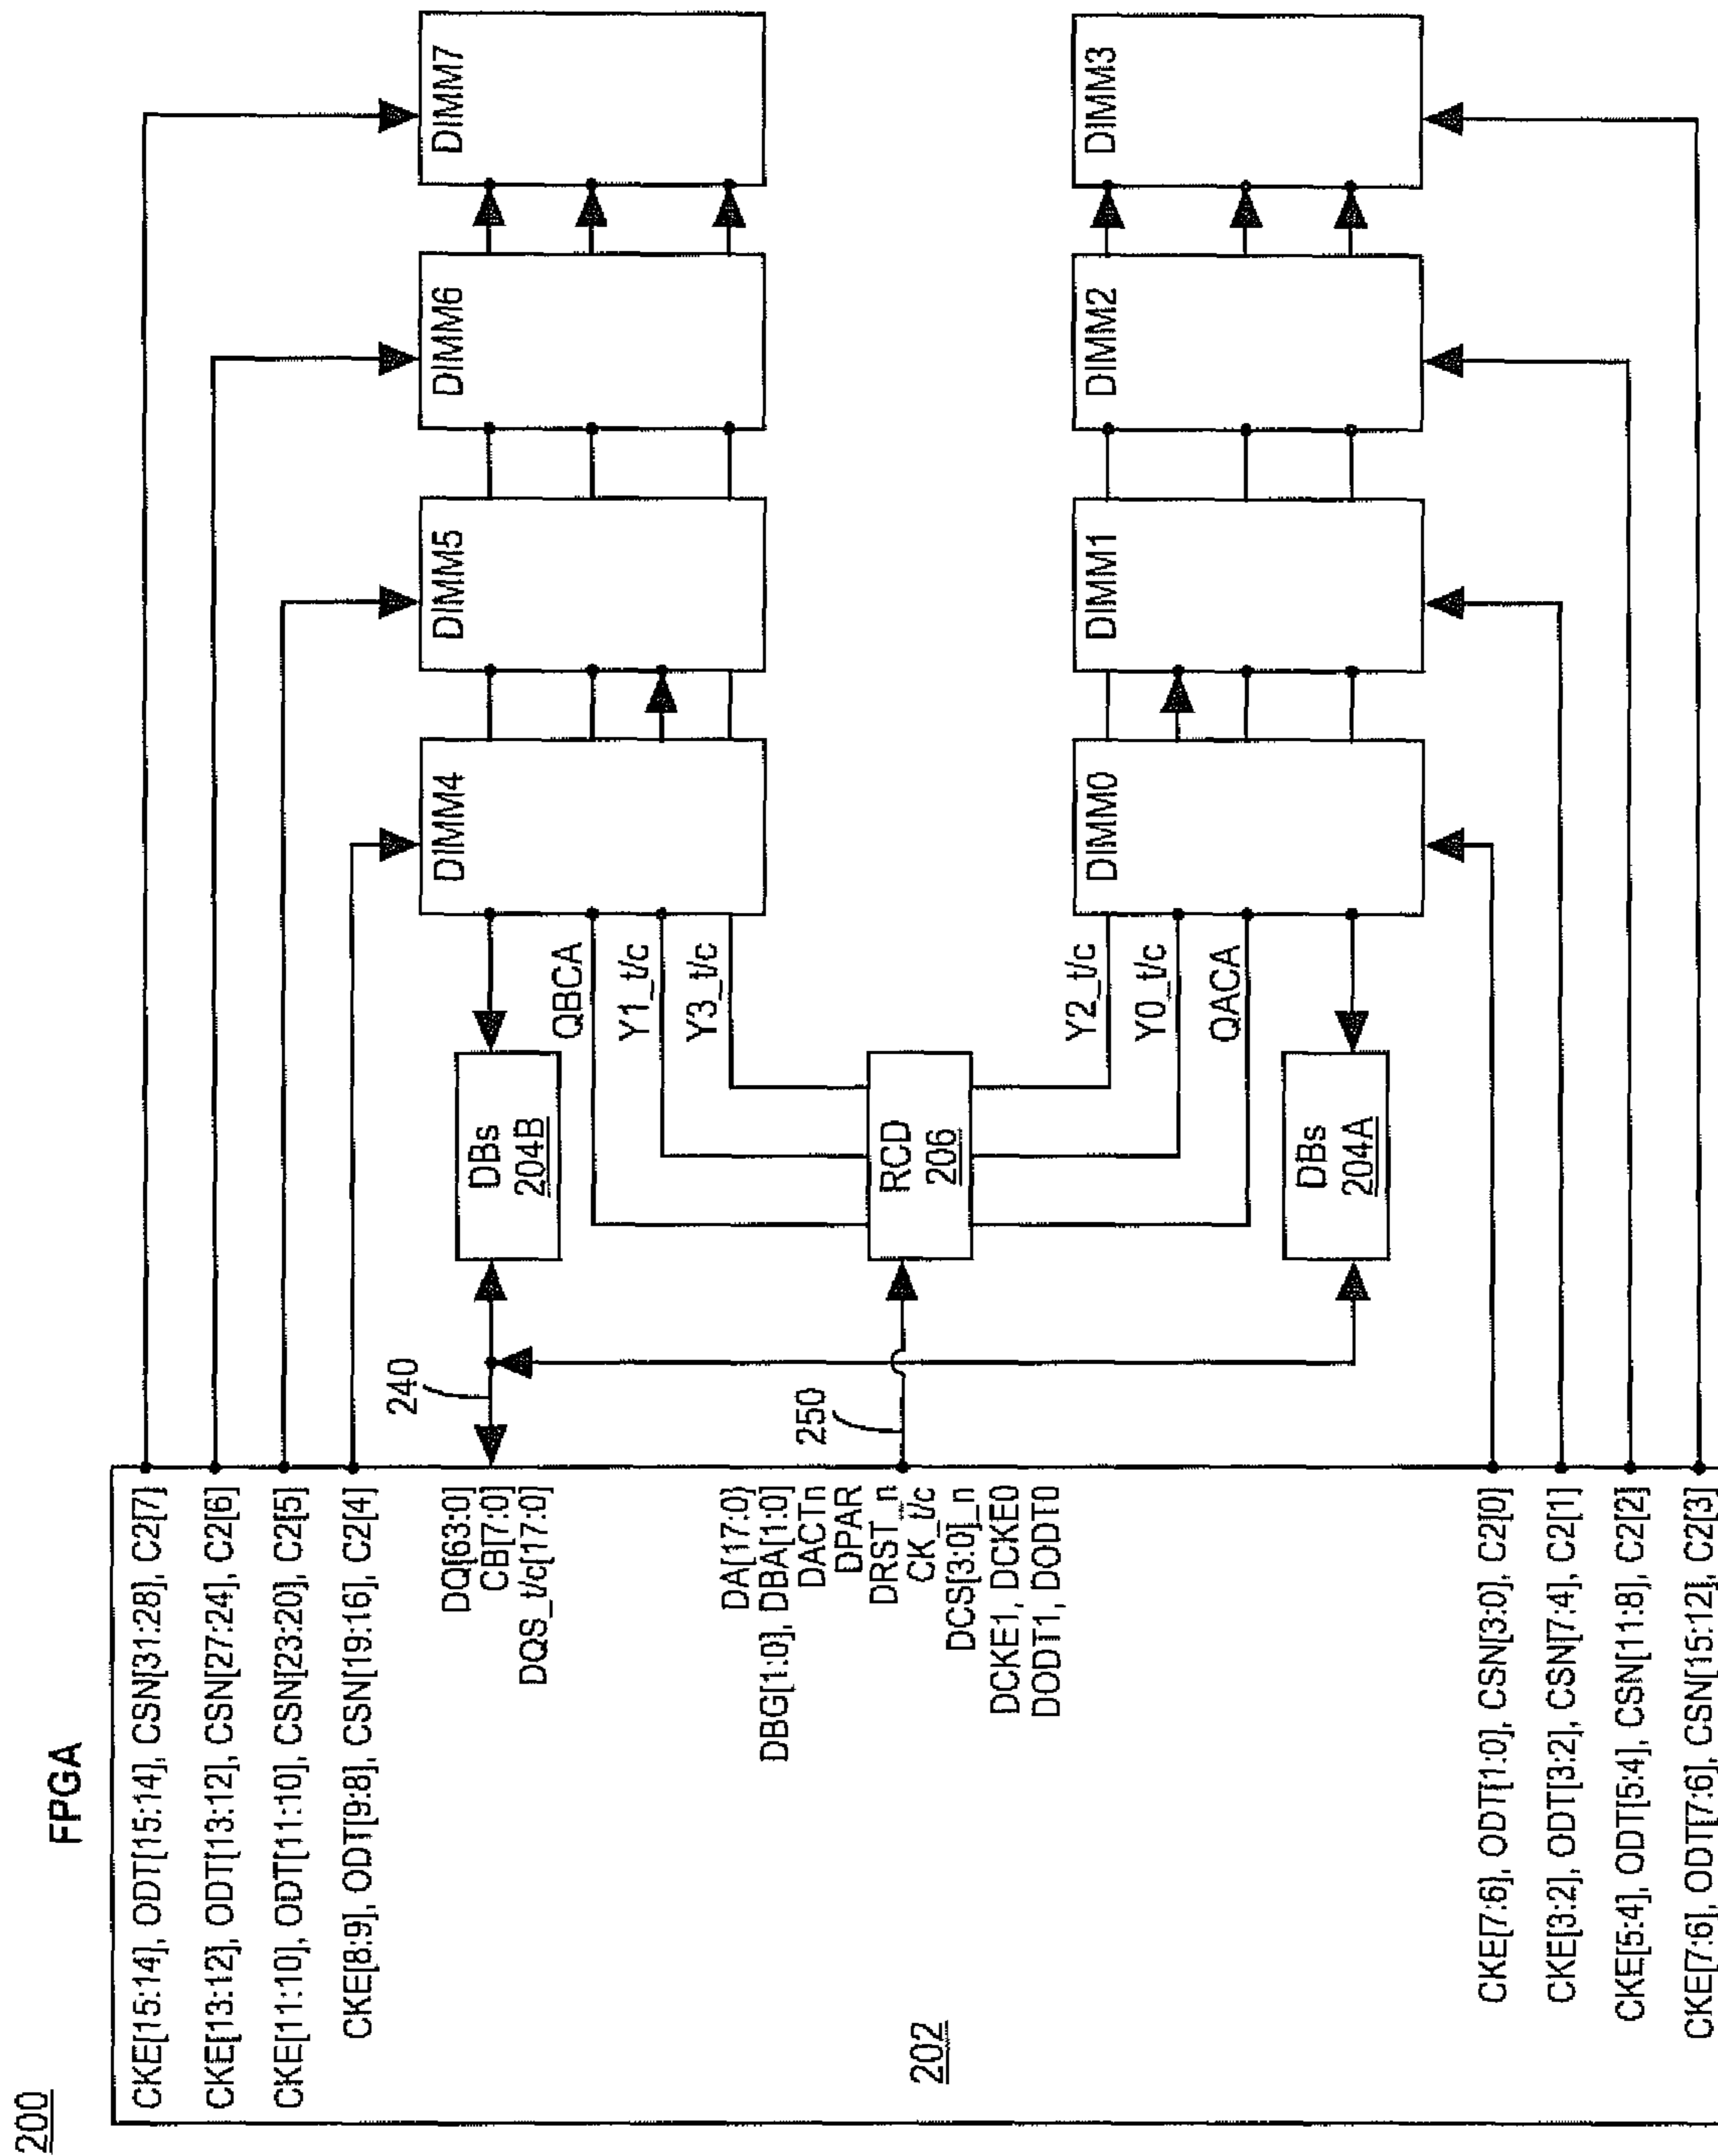 200
FPGA
CKE[15:14], ODT[15:14], CSN[31:28], C2[7]
CKE[13:12], ODT[13:12], CSN[27:24], C2[6]
CKE[11:10], ODT[11:10], CSN[23:20], C2[5]
CKE[8:9], ODT[9:8], CSN[19:16], C2[4]
DQ[63:0]
CB[7:0]
DQS_t/c[17:0]
DA[17:0}
DBG[1:0], DBA[1:0]
DACTn
DPAR
DRST_n
CK_t/c
DCS[3:0]_n
DCKE1, DCKE0
DODT1, DODT0
202
CKE[7:6], ODT[1:0], CSN[3:0], C2[0]
CKE[3:2], ODT[3:2], CSN[7:4], C2[1]
CKE[5:4], ODT[5:4], CSN[11:8], C2[2]
CKE[7:6], ODT[7:6], CSN[15:12], C2[3]
240
250
DBs
204B
RCD
206
DBs
204A
QBCA
Y1_t/c
Y3_t/c
Y2_t/c
Y0_t/c
QACA
DIMM4
DIMM5
DIMM6
DIMM7
DIMM0
DIMM1
DIMM2
DIMM3